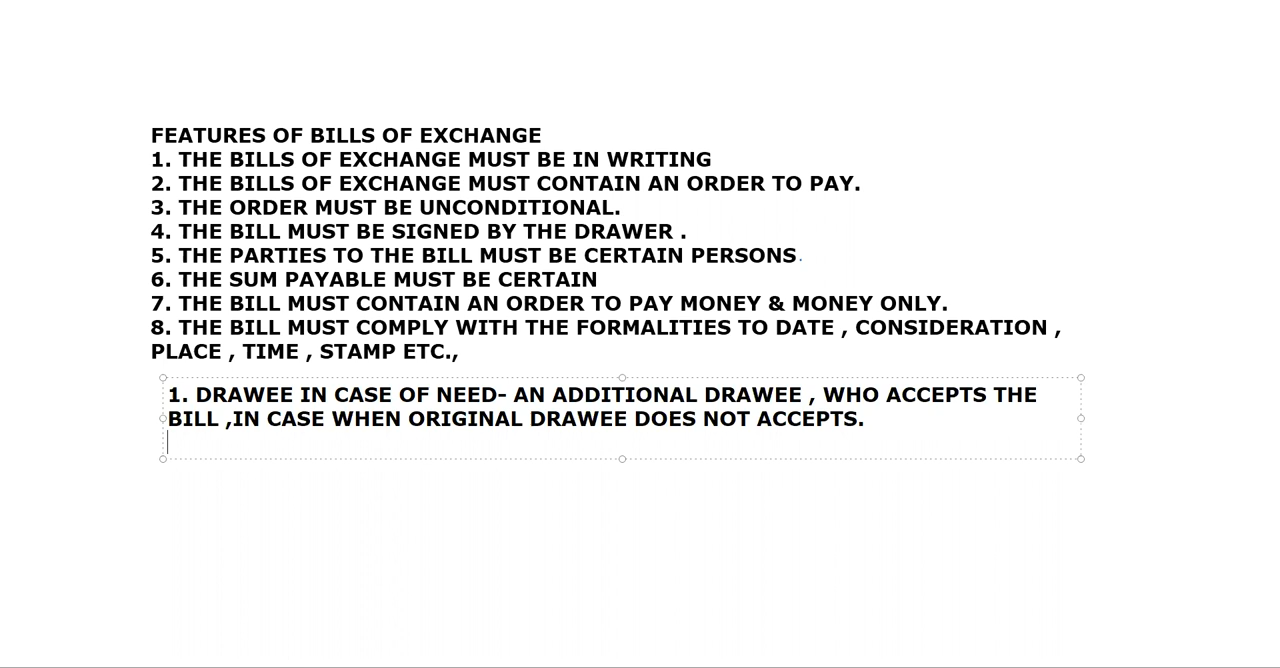 FEATURES OF BILLS OF EXCHANGE
1. THE BILLS OF EXCHANGE MUST BE IN WRITING
2. THE BILLS OF EXCHANGE MUST CONTAIN AN ORDER TO PAY.
3. THE ORDER MUST BE UNCONDITIONAL.
4. THE BILL MUST BE SIGNED BY THE DRAWER .
5. THE PARTIES TO THE BILL MUST BE CERTAIN PERSONS.
6. THE SUM PAYABLE MUST BE CERTAIN
7. THE BILL MUST CONTAIN AN ORDER TO PAY MONEY & MONEY ONLY.
8. THE BILL MUST COMPLY WITH THE FORMALITIES TO DATE , CONSIDERATION ,
PLACE , TIME , STAMP ETC.,
1. DRAWEE IN CASE OF NEED- AN ADDITIONAL DRAWEE , WHO ACCEPTS THE
BILL ,IN CASE WHEN ORIGINAL DRAWEE DOES NOT ACCEPTS.